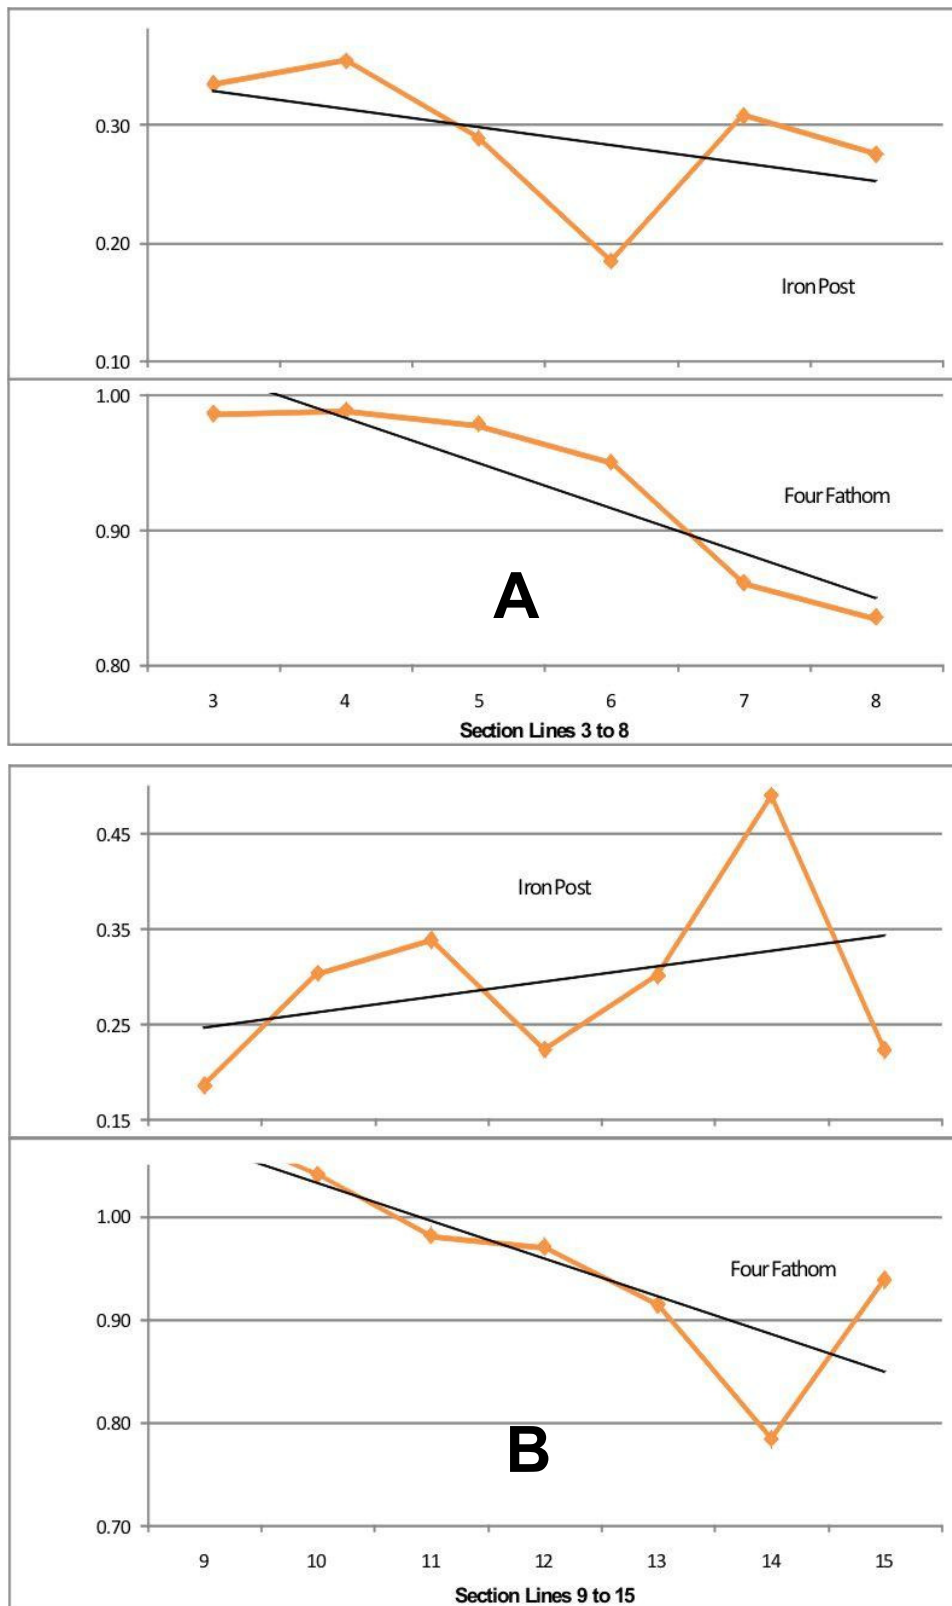 0.30
0.20
Iron Post
0.10
1.00
Four Fathom
0.90
A
0.80
3 4 5 6 7 8
Section Lines 3 to 8
0.45
Iron Post
0.35
0.25
0.15
1.00
Four Fathom
0.90
0.80
B
0.70
9 10 11 12 13 14 15
Section Lines 9 to 15